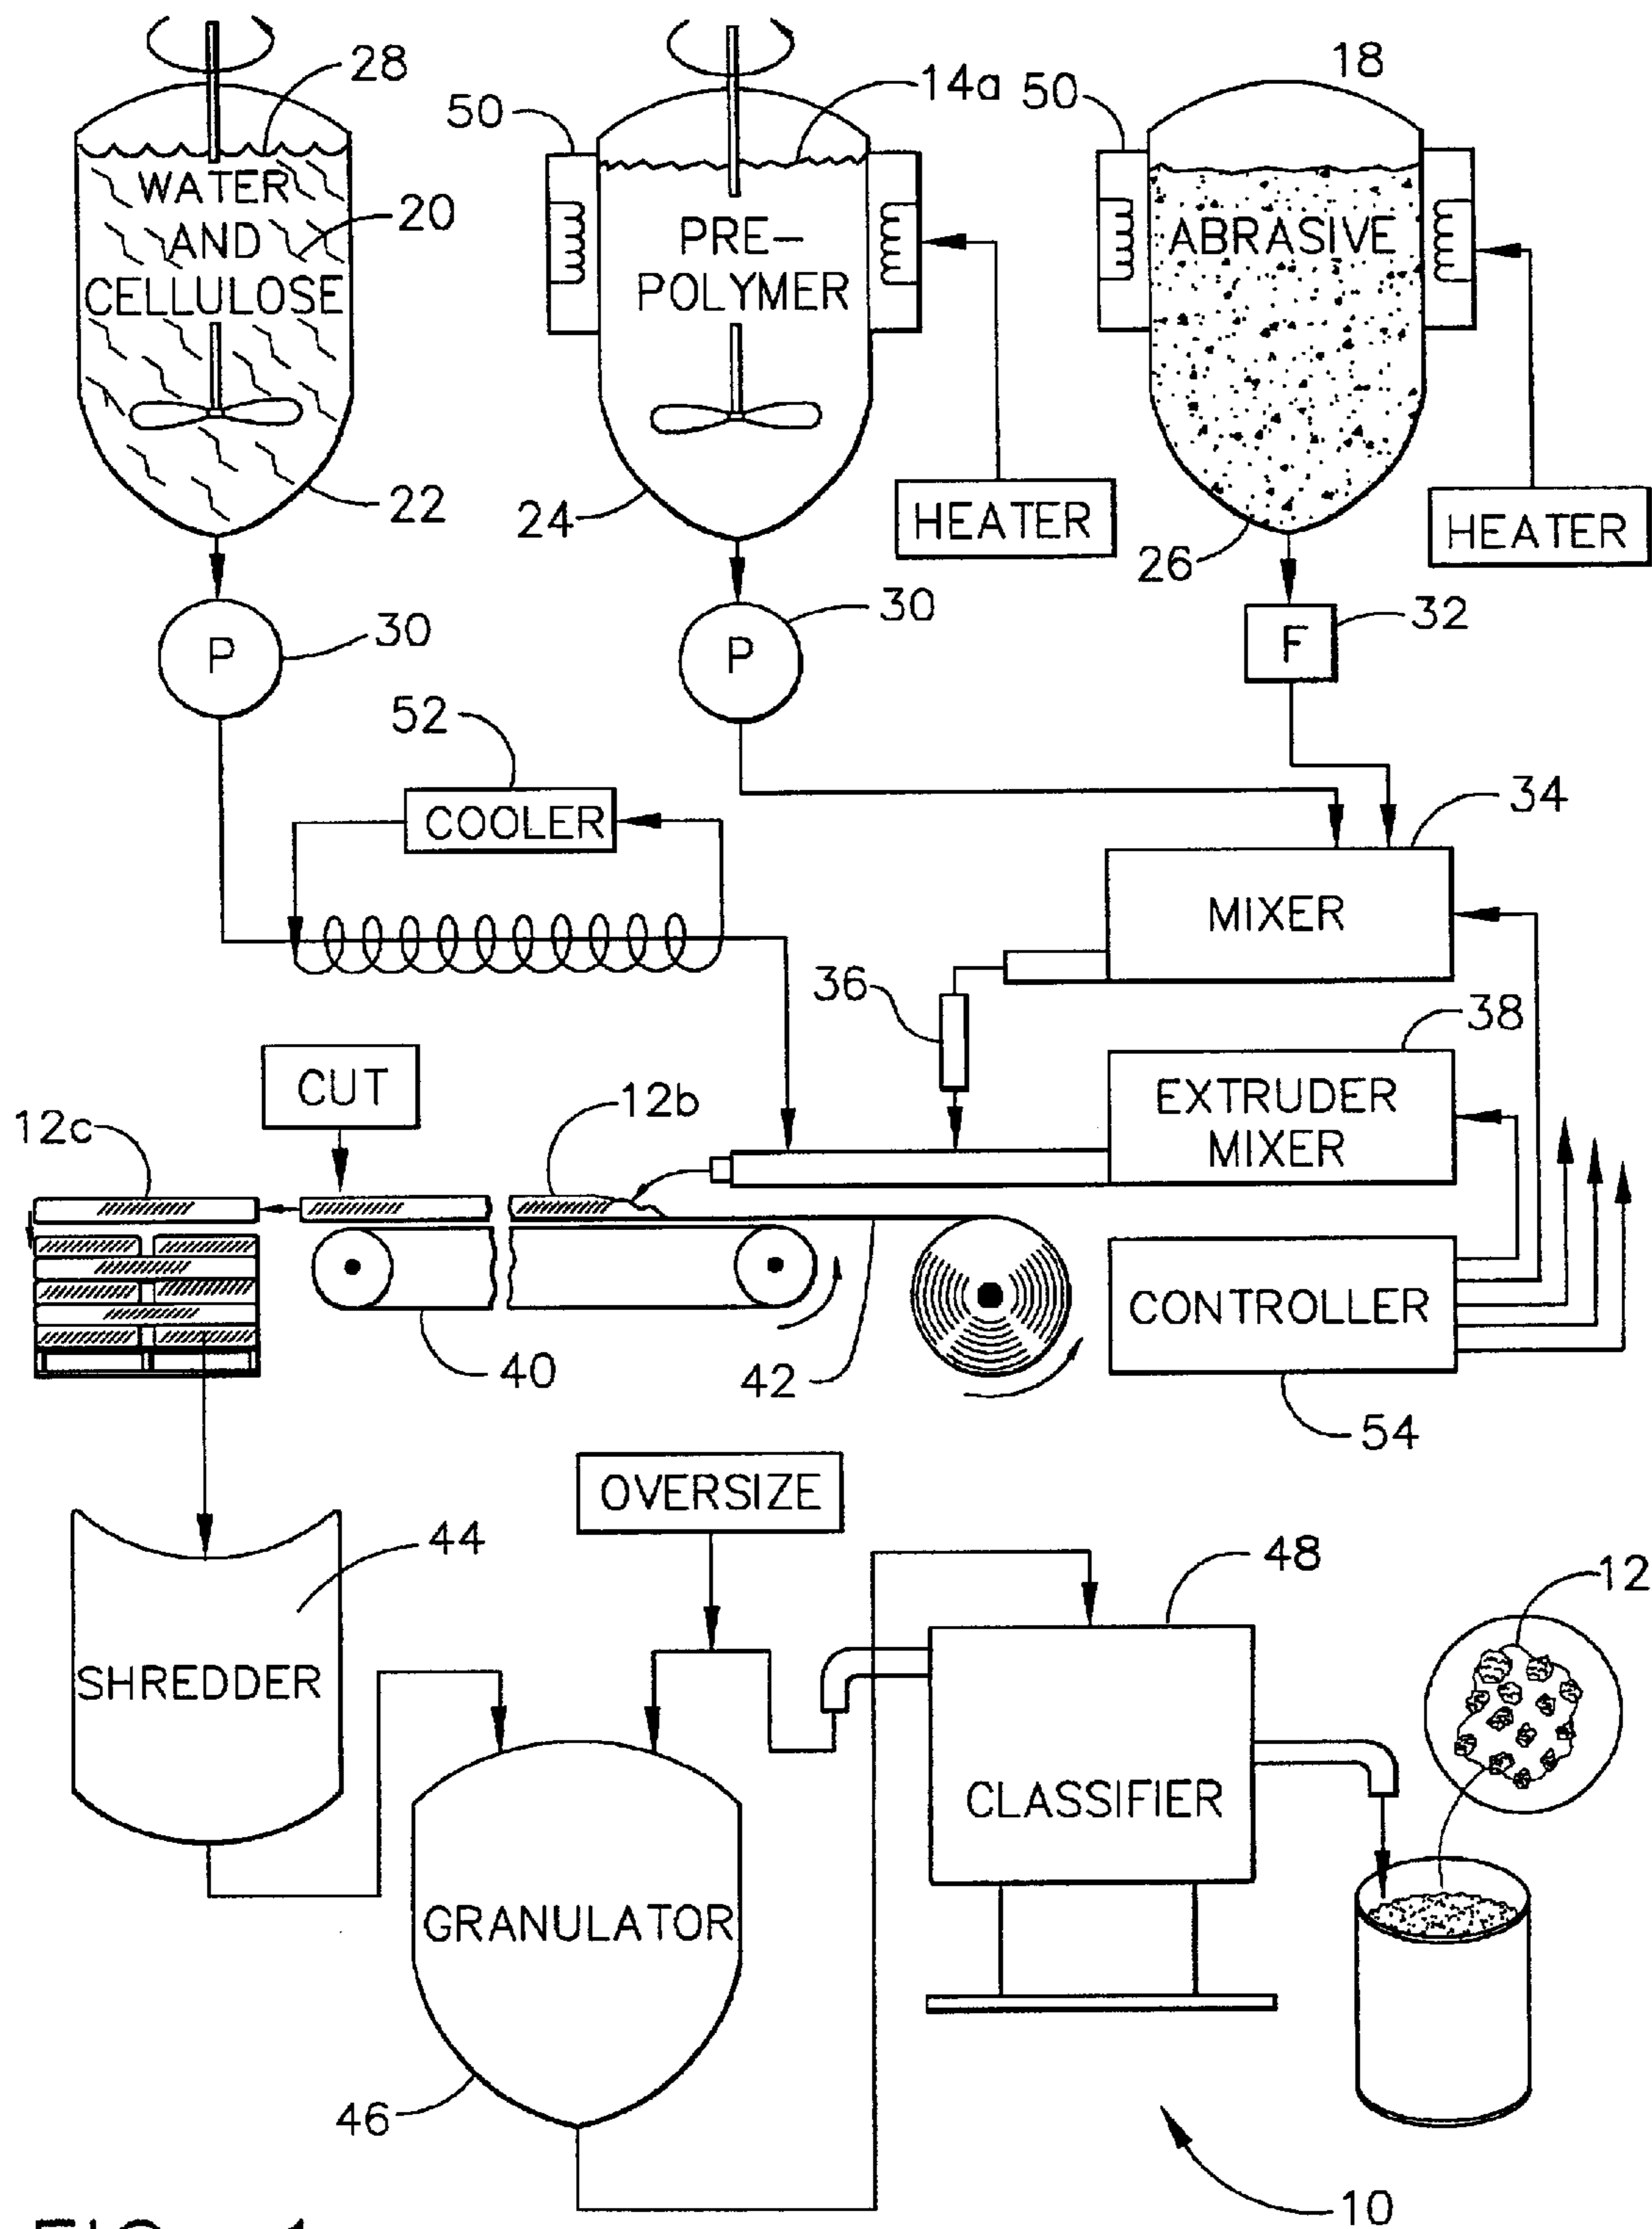 28
14a
18
50
50
WATER
AND
CELLULOSE
20
PRE-
POLYMER
ABRASIVE
22
24
HEATER
26
HEATER
P
30
P
30
F
32
52
COOLER
34
MIXER
36
38
EXTRUDER
MIXER
CUT
12b
12c
40
42
CONTROLLER
54
OVERSIZE
44
48
12
SHREDDER
CLASSIFIER
GRANULATOR
46
10
FIG. 1